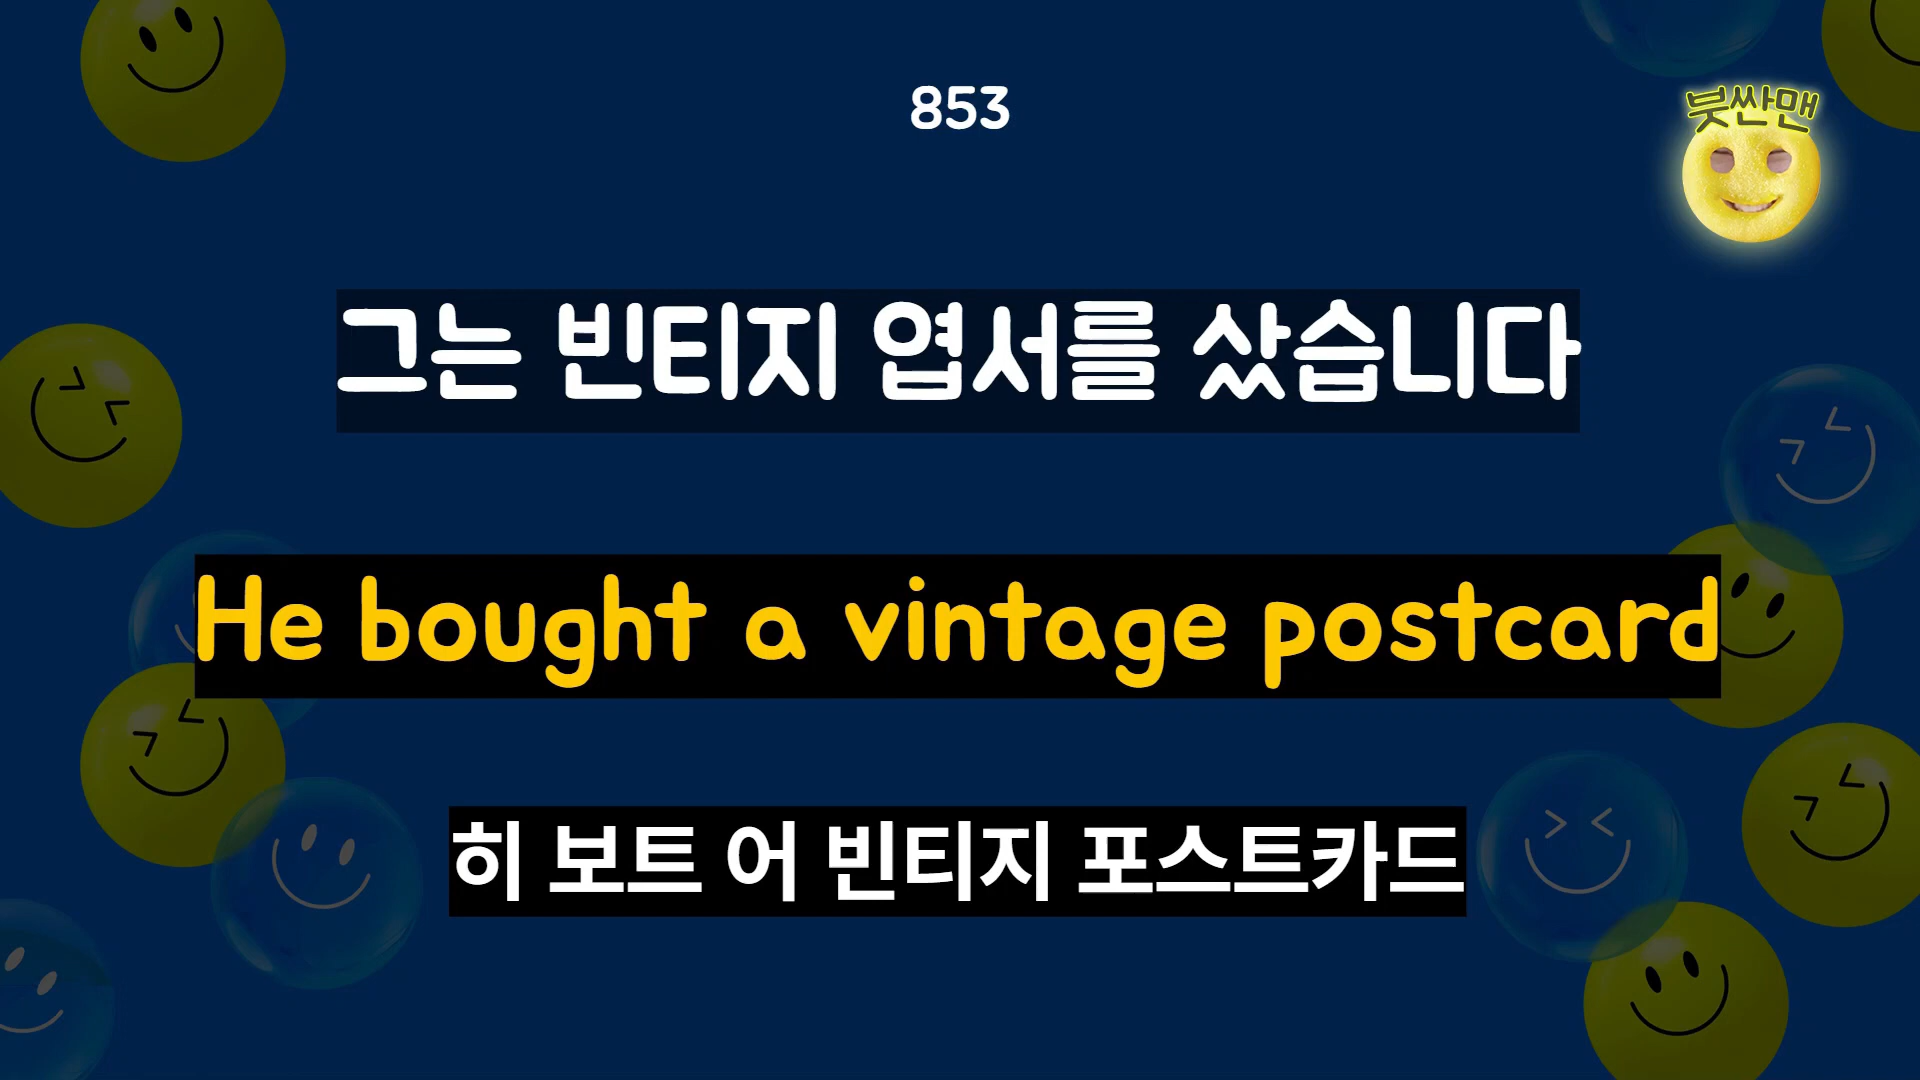 853
붓싼맨
그는 빈티지 엽서를 샀습니다
He bought a vintage postcard
히 보트 어 빈티지 포스트카드